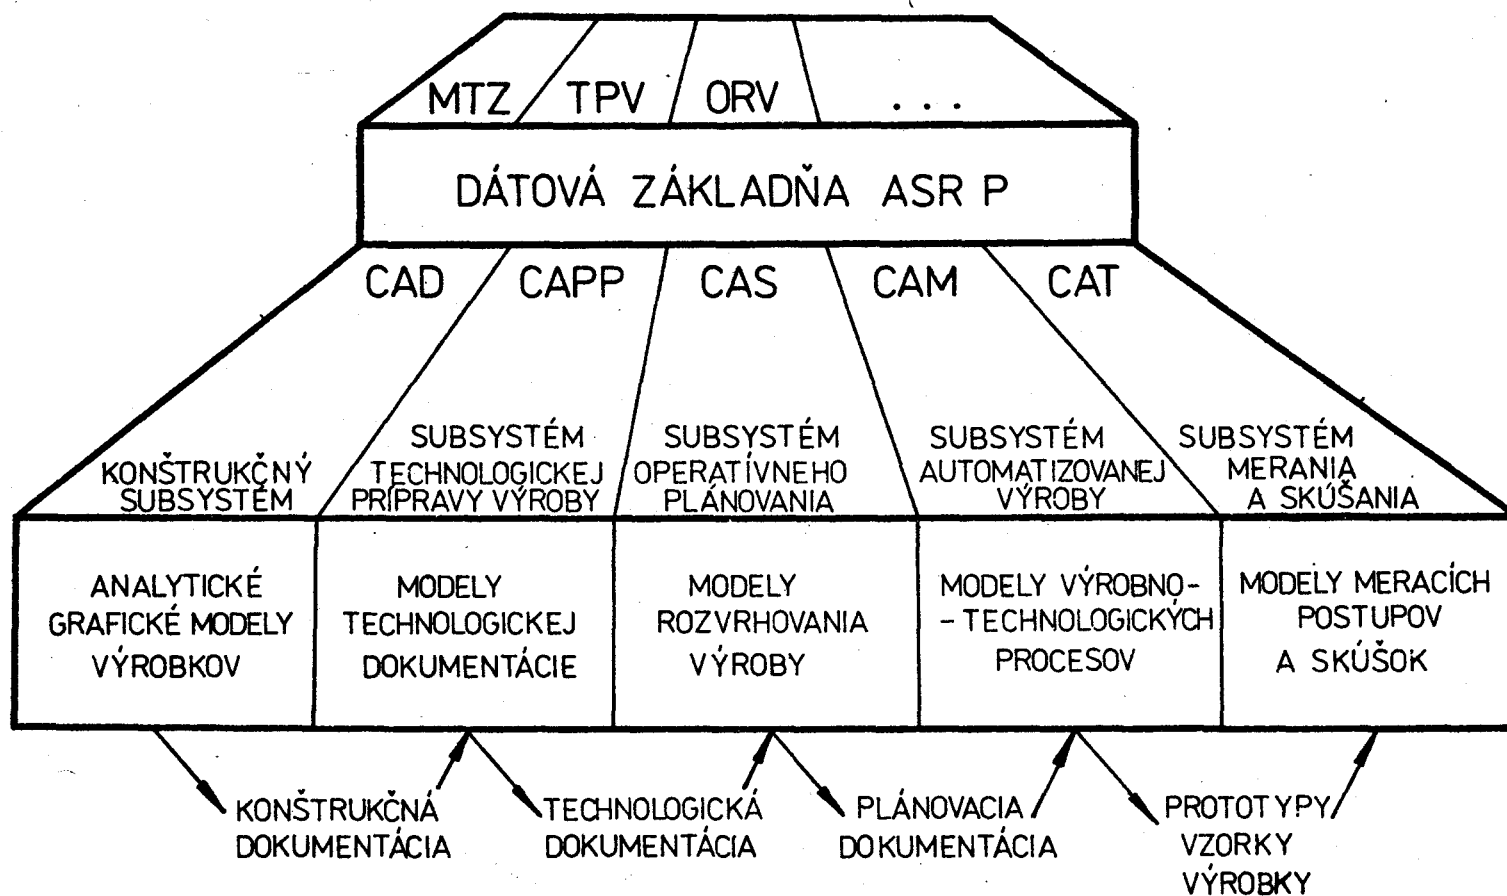 MTZ TPV ORV ...
DÁTOVÁ ZÁKLADŇA ASR P
CAD CAPP CAS CAM CAT
KONŠTRUKČNÝ
SUBSYSTÉM
SUBSYSTÉM
TECHNOLOGICKEJ
PRÍPRAVY VÝROBY
SUBSYSTÉM
OPERATÍVNEHO
PLÁNOVANIA
SUBSYSTÉM
AUTOMATIZOVANEJ
VÝROBY
SUBSYSTÉM
MERANIA
A SKÚŠANIA
ANALYTICKÉ
GRAFICKÉ MODELY
VÝROBKOV
MODELY
TECHNOLOGICKEJ
DOKUMENTÁCIE
MODELY
ROZVRHOVANIA
VÝROBY
MODELY VÝROBNO-
-TECHNOLOGICKÝCH
PROCESOV
MODELY MERACÍCH
POSTUPOV
A SKÚŠOK
KONŠTRUKČNÁ
DOKUMENTÁCIA
TECHNOLOGICKÁ
DOKUMENTÁCIA
PLÁNOVACIA
DOKUMENTÁCIA
PROTOTYPY
VZORKY
VÝROBKY